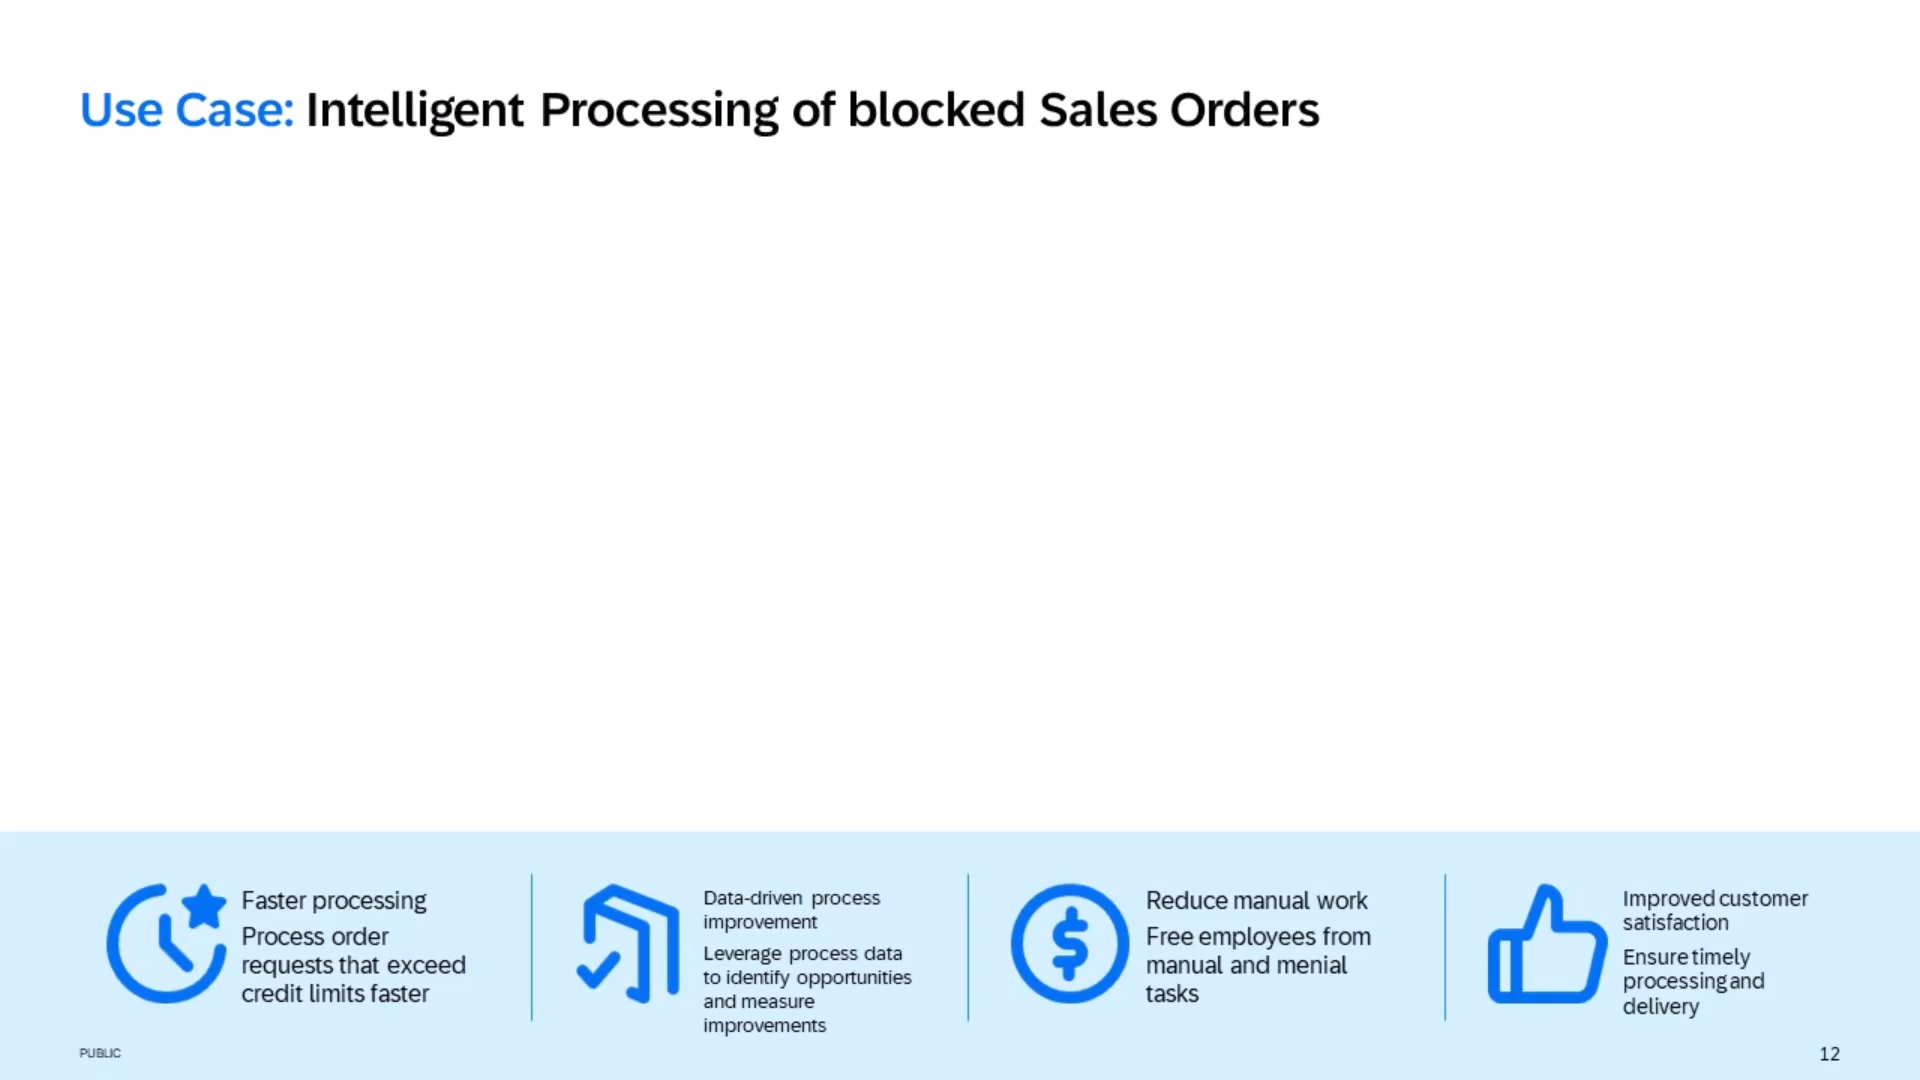 Use Case: Intelligent Processing of blocked Sales Orders
Faster processing
Process order
requests that exceed
credit limits faster
Data-driven process
improvement
Leverage process data
to identify opportunities
and measure
improvements
Reduce manual work
Free employees from
manual and menial
tasks
Improved customer
satisfaction
Ensure timely
processing and
delivery
PUBLIC
12